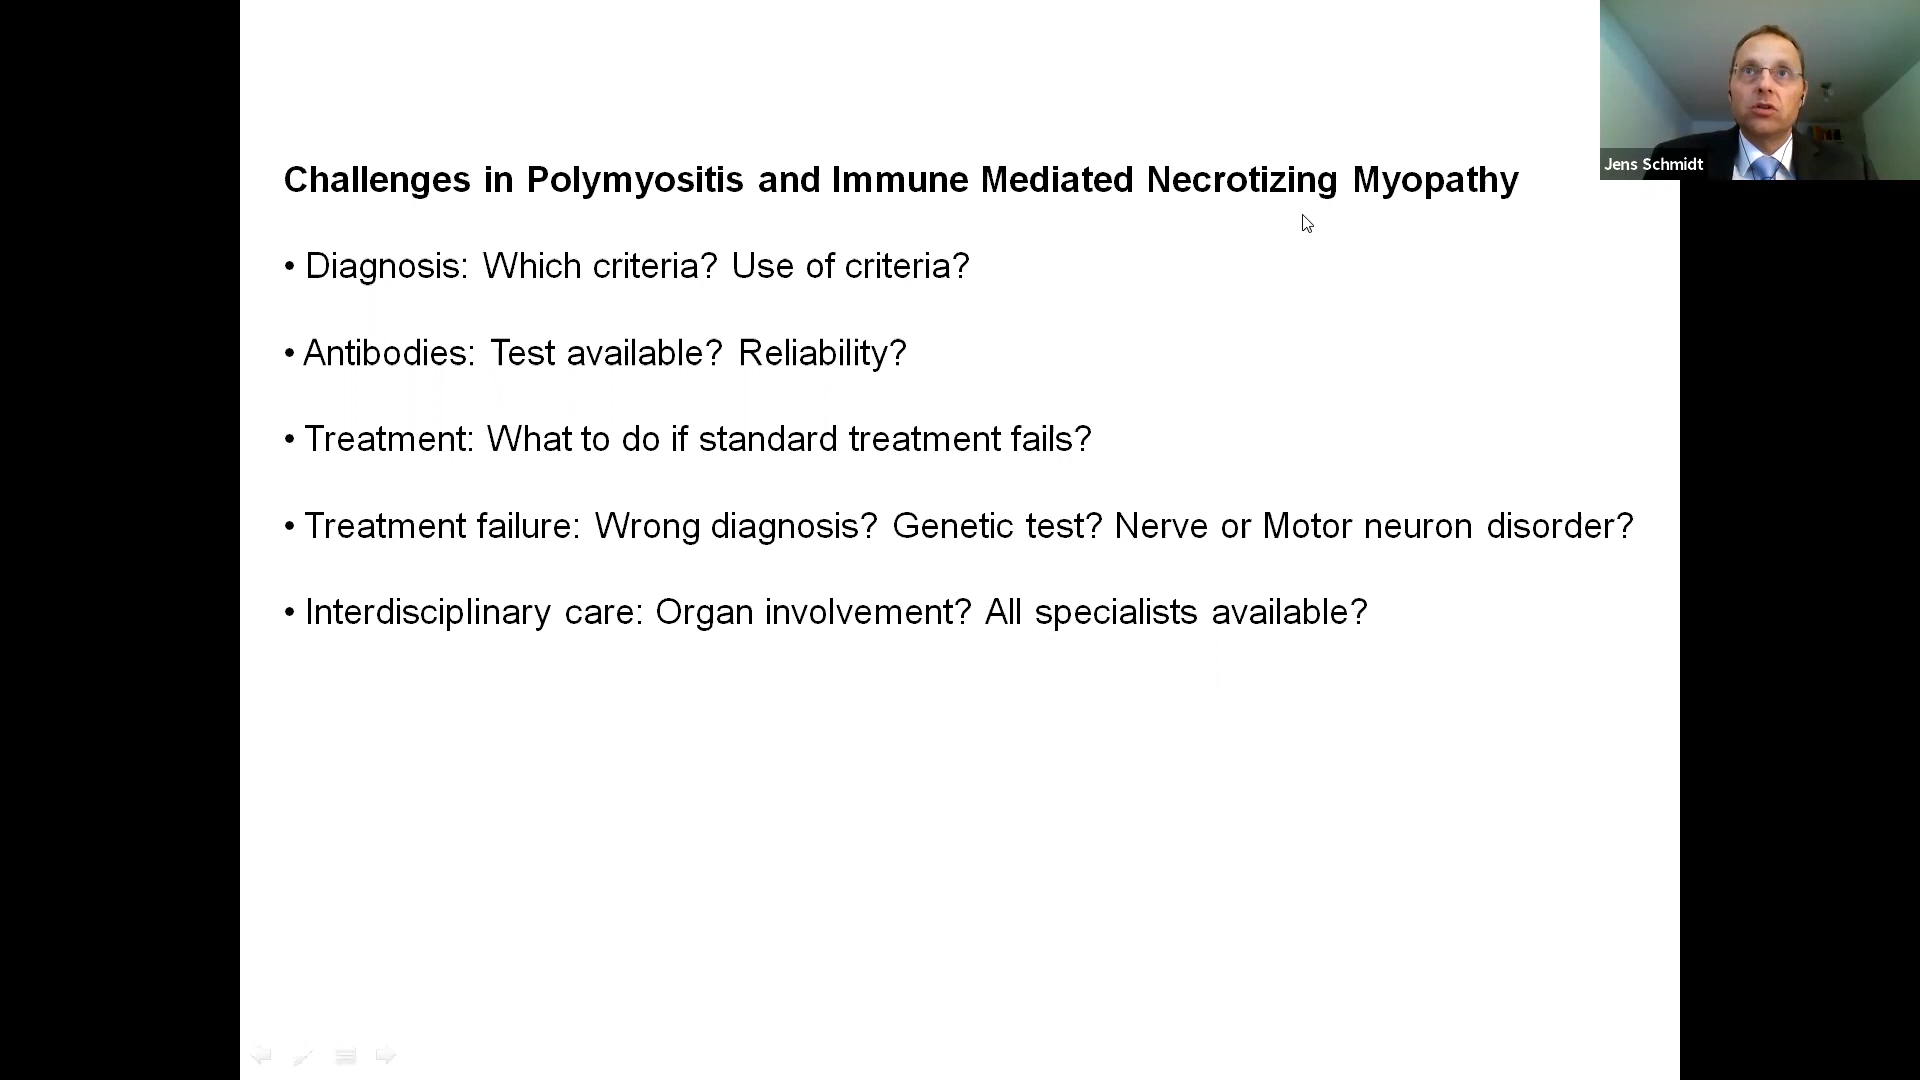 Challenges in Polymyositis and Immune Mediated Necrotizing Myopathy
• Diagnosis: Which criteria? Use of criteria?
• Antibodies: Test available? Reliability?
• Treatment: What to do if standard treatment fails?
• Treatment failure: Wrong diagnosis? Genetic test? Nerve or Motor neuron disorder?
• Interdisciplinary care: Organ involvement? All specialists available?
Jens Schmidt